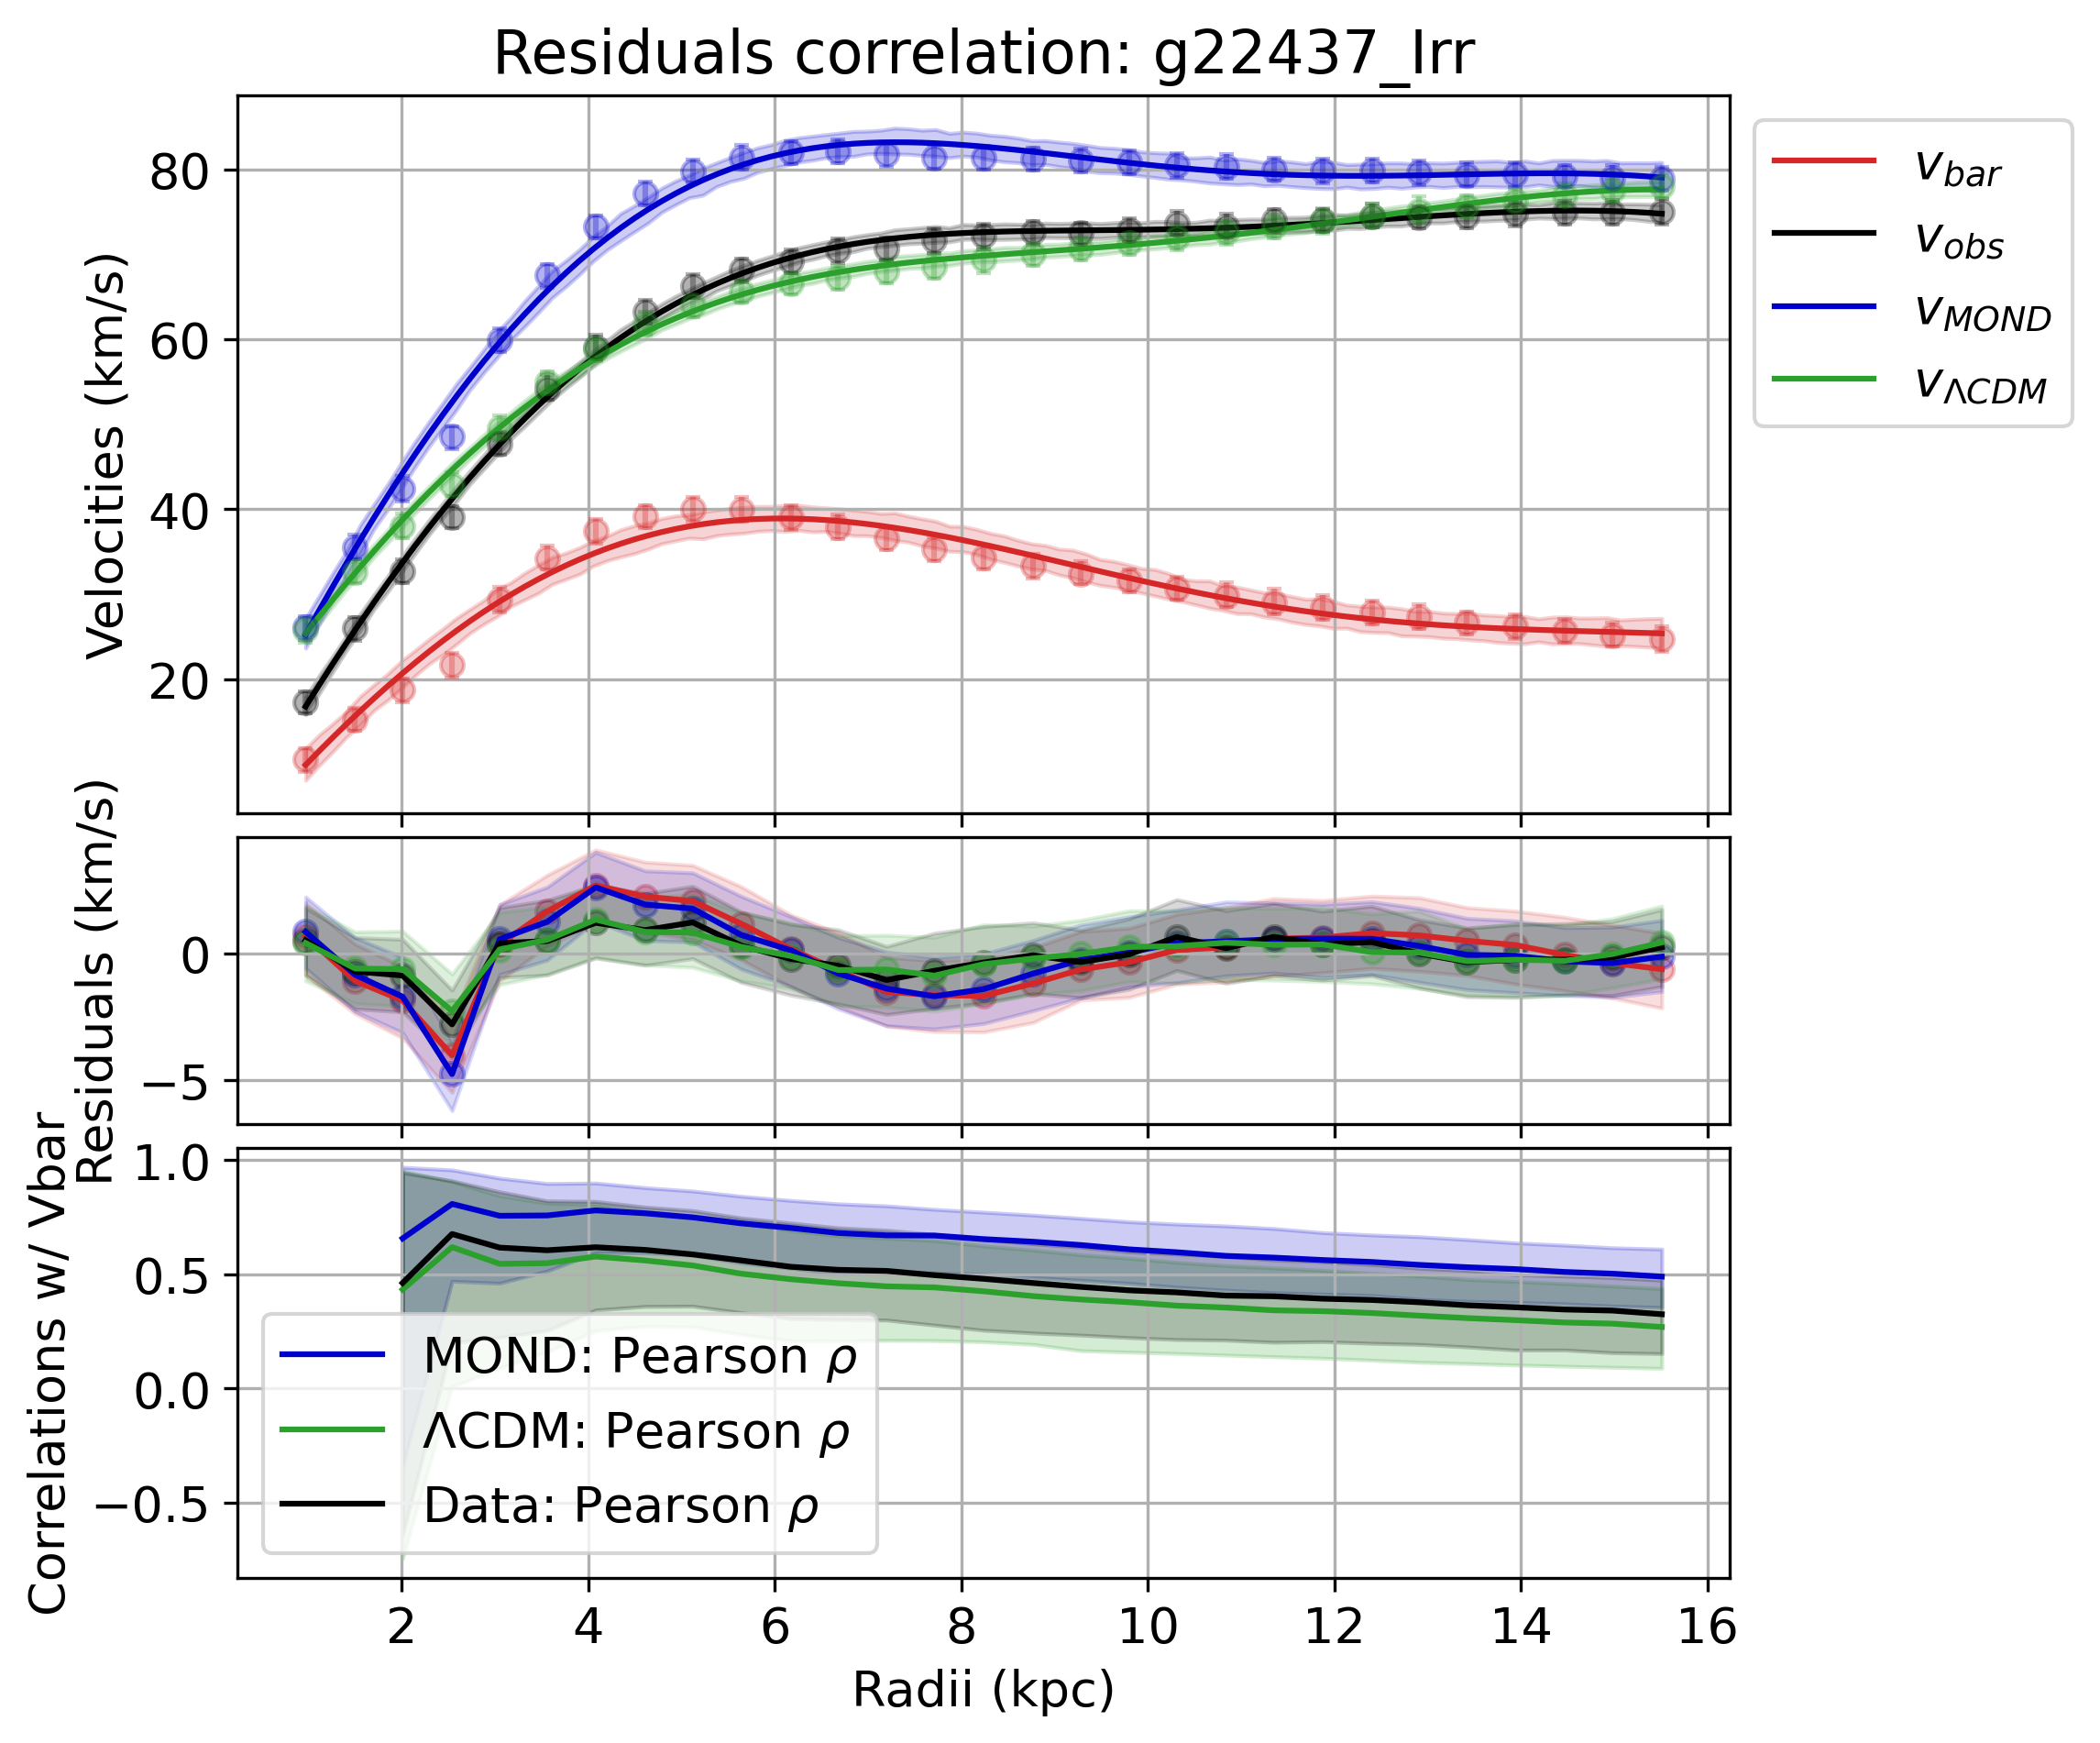 Residuals correlation: g22437_Irr
Velocities (km/s)
80
60
40
20
v_bar
v_obs
v_MOND
v_ΛCDM
Residuals (km/s)
0
−5
Correlations w/ Vbar
1.0
0.5
0.0
−0.5
MOND: Pearson ρ
ΛCDM: Pearson ρ
Data: Pearson ρ
2 4 6 8 10 12 14 16
Radii (kpc)